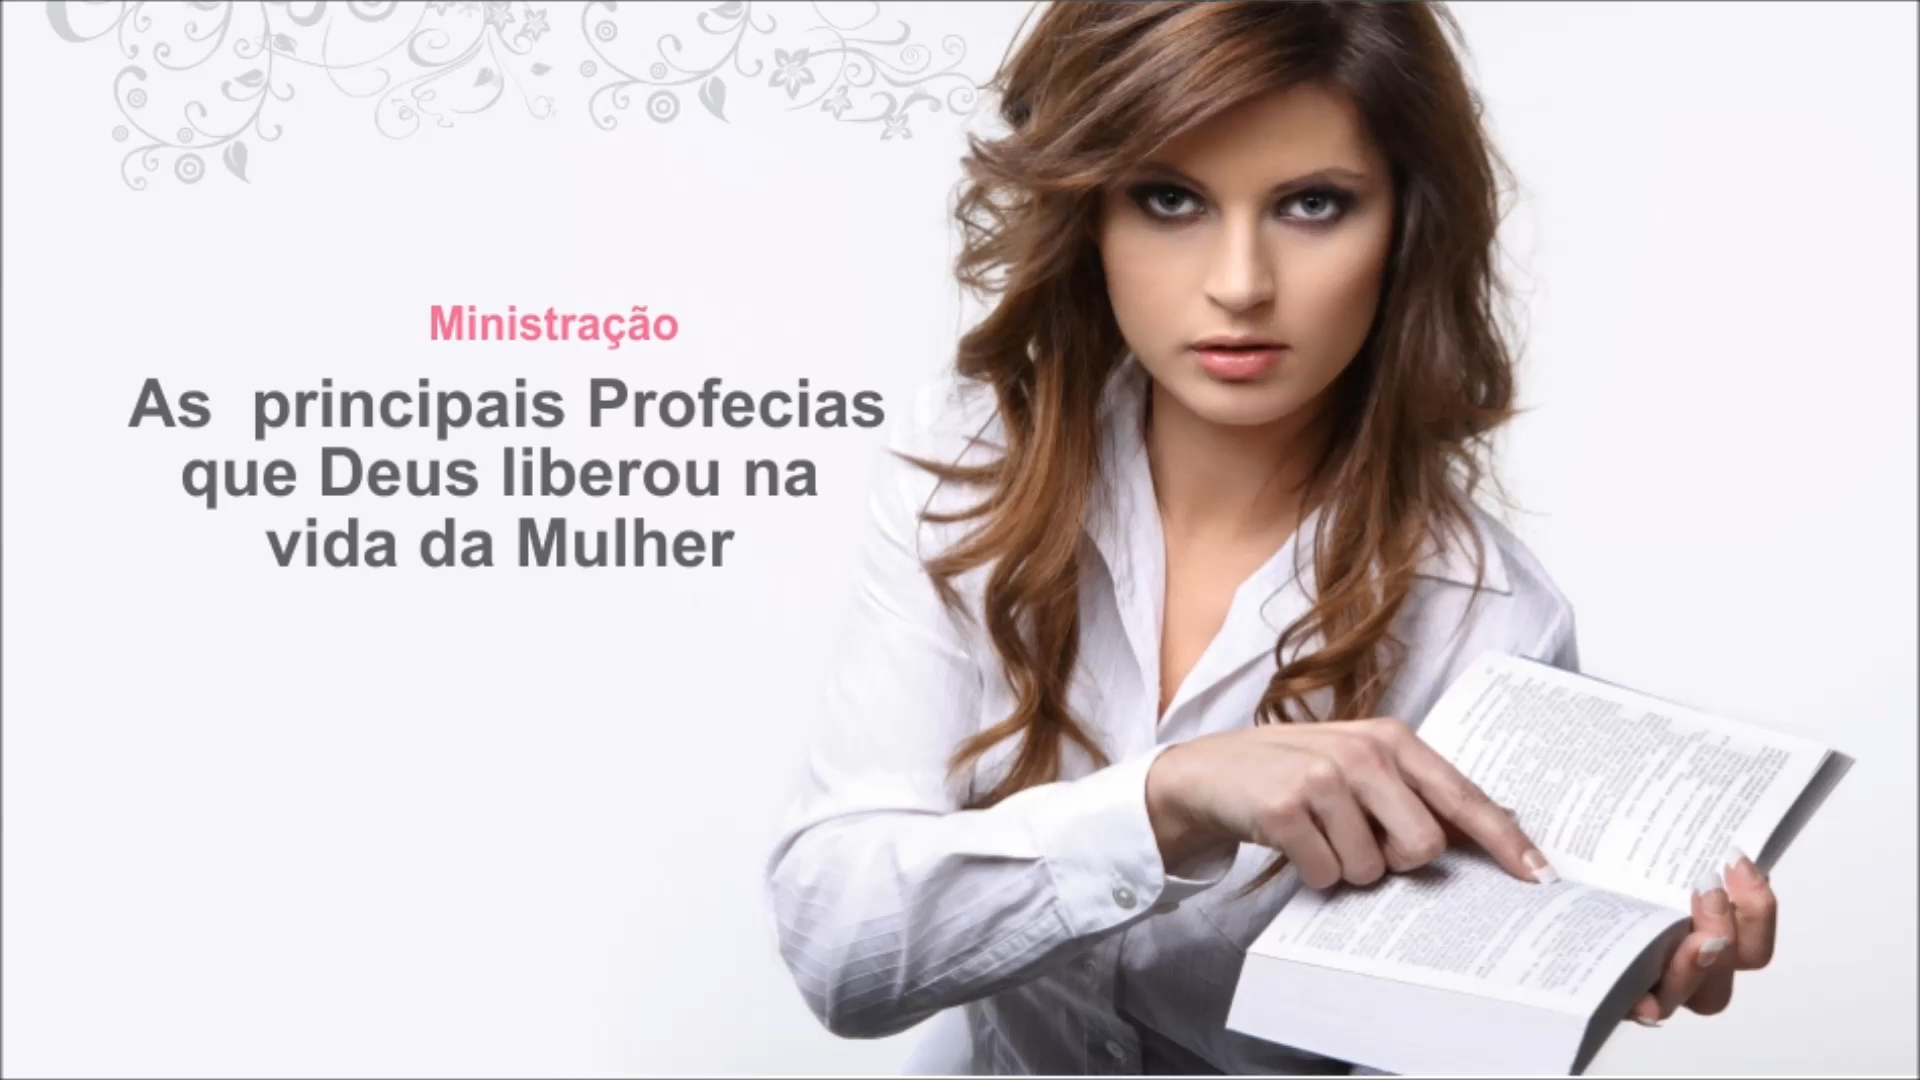 Ministração
As principais Profecias
que Deus liberou na
vida da Mulher